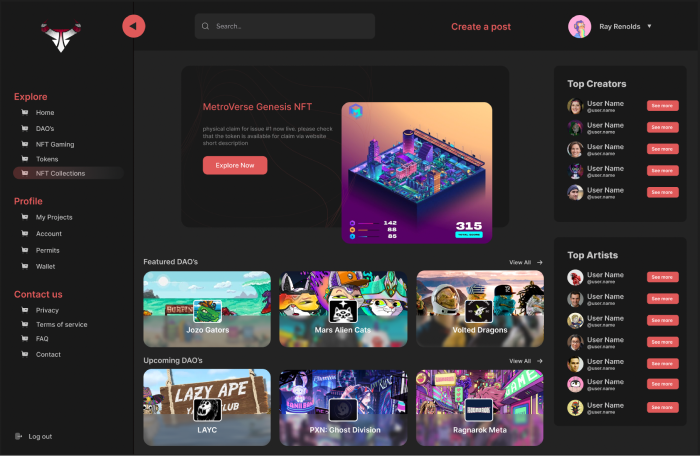 Search...
Create a post
Ray Renolds
Explore
Home
DAO's
NFT Gaming
Tokens
NFT Collections
Profile
My Projects
Account
Permits
Wallet
Contact us
Privacy
Terms of service
FAQ
Contact
Log out
MetroVerse Genesis NFT
physical claim for issue #1 now live, please check
that the token is available for claim via website
short description
Explore Now
142
88
85
315
Featured DAO's
View All
Jozo Gators
Mars Alien Cats
Volted Dragons
Upcoming DAO's
View All
LAZY APE
CLUB
LAYC
PXN: Ghost Division
Ragnarok Meta
Top Creators
User Name
@user.name
See more
User Name
@user.name
See more
User Name
@user.name
See more
User Name
@user.name
See more
User Name
@user.name
See more
Top Artists
User Name
@user.name
See more
User Name
@user.name
See more
User Name
@user.name
See more
User Name
@user.name
See more
User Name
@user.name
See more
User Name
@user.name
See more
User Name
@user.name
See more